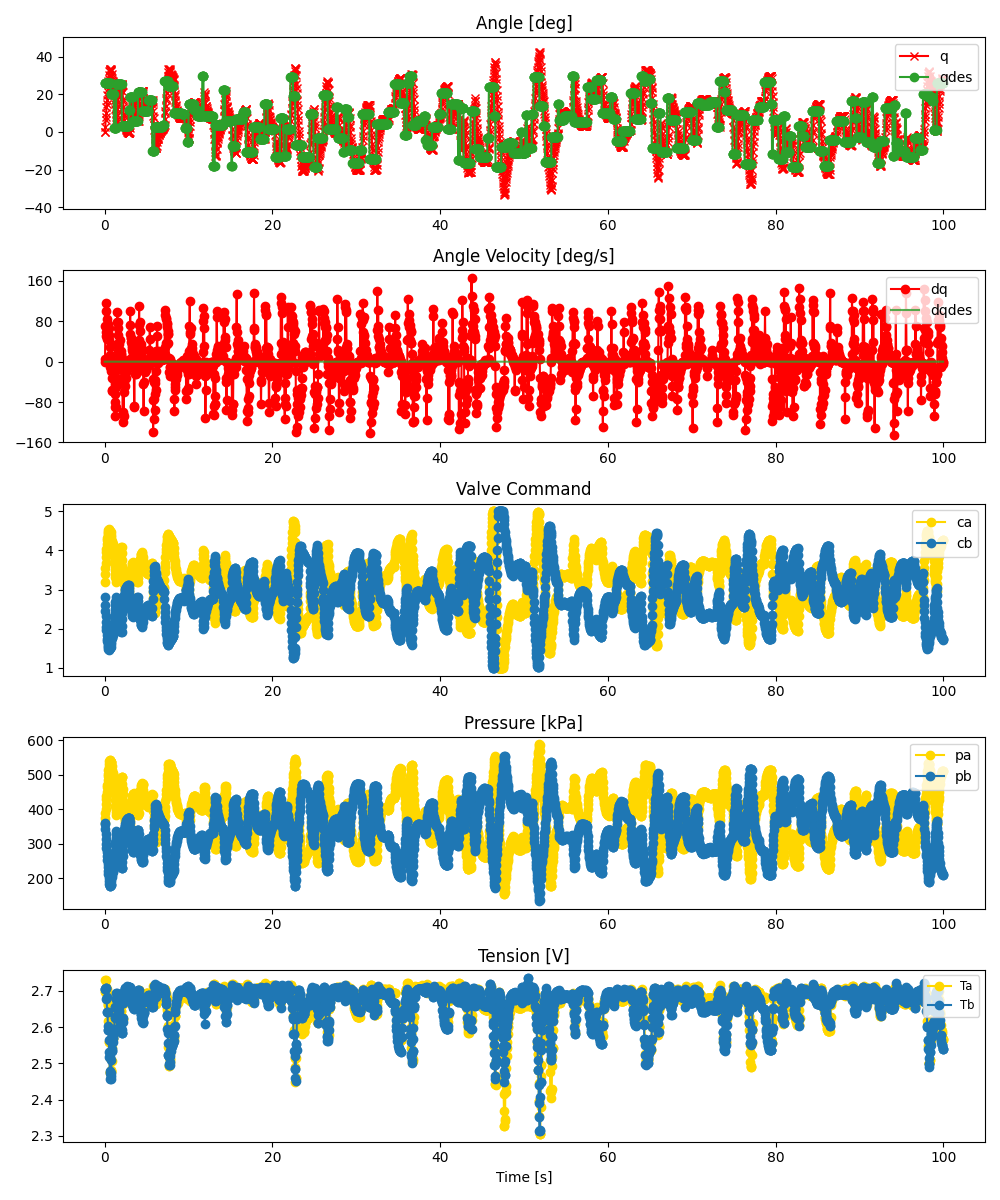 Angle [deg]
40
20
0
−20
−40
q
qdes
0 20 40 60 80 100
Angle Velocity [deg/s]
160
80
0
−80
−160
dq
dqdes
0 20 40 60 80 100
Valve Command
5
4
3
2
1
ca
cb
0 20 40 60 80 100
Pressure [kPa]
600
500
400
300
200
pa
pb
0 20 40 60 80 100
Tension [V]
2.7
2.6
2.5
2.4
2.3
Ta
Tb
0 20 40 60 80 100
Time [s]